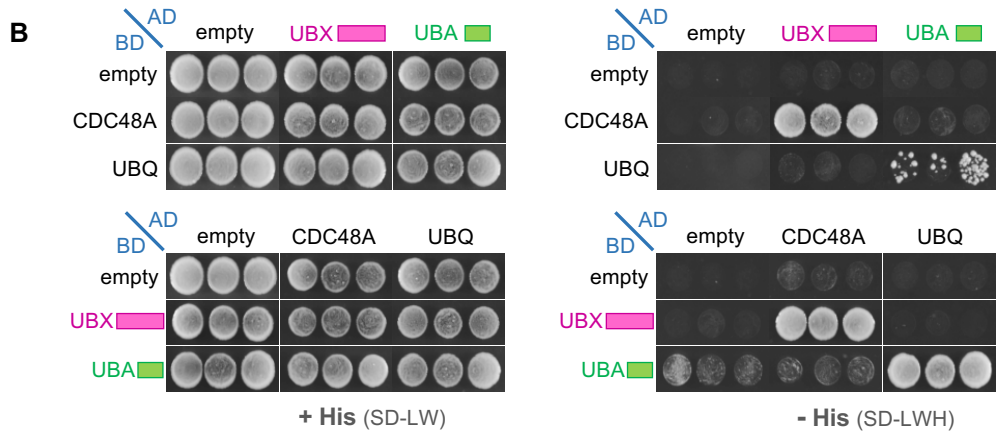 B
AD
BD
empty UBX UBA
empty
CDC48A
UBQ
AD
BD
empty UBX UBA
empty
CDC48A
UBQ
AD
BD
empty CDC48A UBQ
empty
UBX
UBA
+ His (SD-LW)
AD
BD
empty CDC48A UBQ
empty
UBX
UBA
- His (SD-LWH)